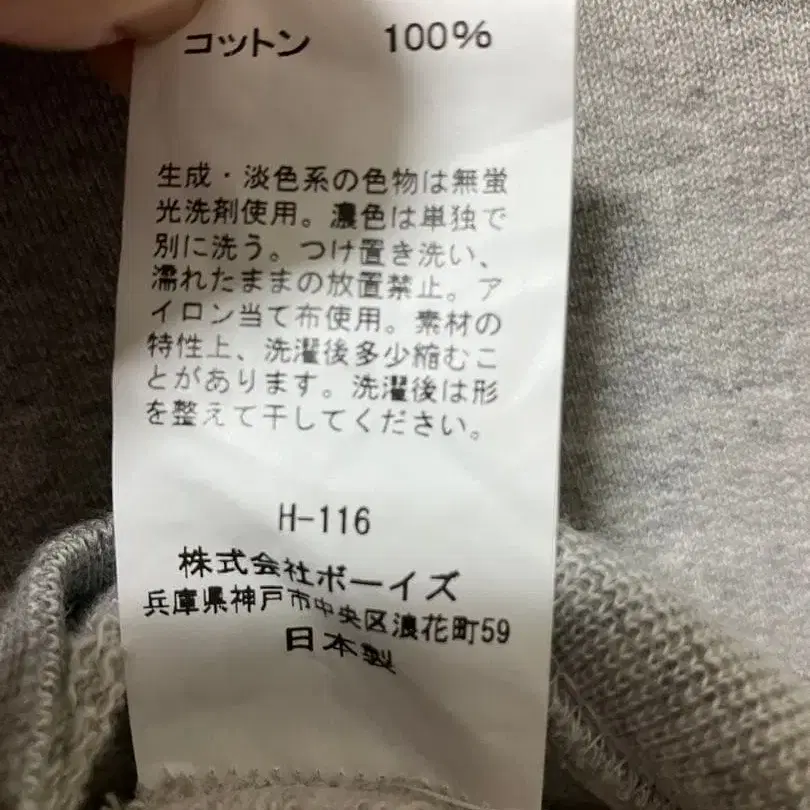 コットン 100%
生成・淡色系の色物は無蛍
光洗剤使用。濃色は単独で
別に洗う。つけ置き洗い、
濡れたままの放置禁止。ア
イロン当て布使用。素材の
特性上、洗濯後多少縮むこ
とがあります。洗濯後は形
を整えて干してください。
H-116
株式会社ボーイズ
兵庫県神戸市中央区浪花町59
日本製